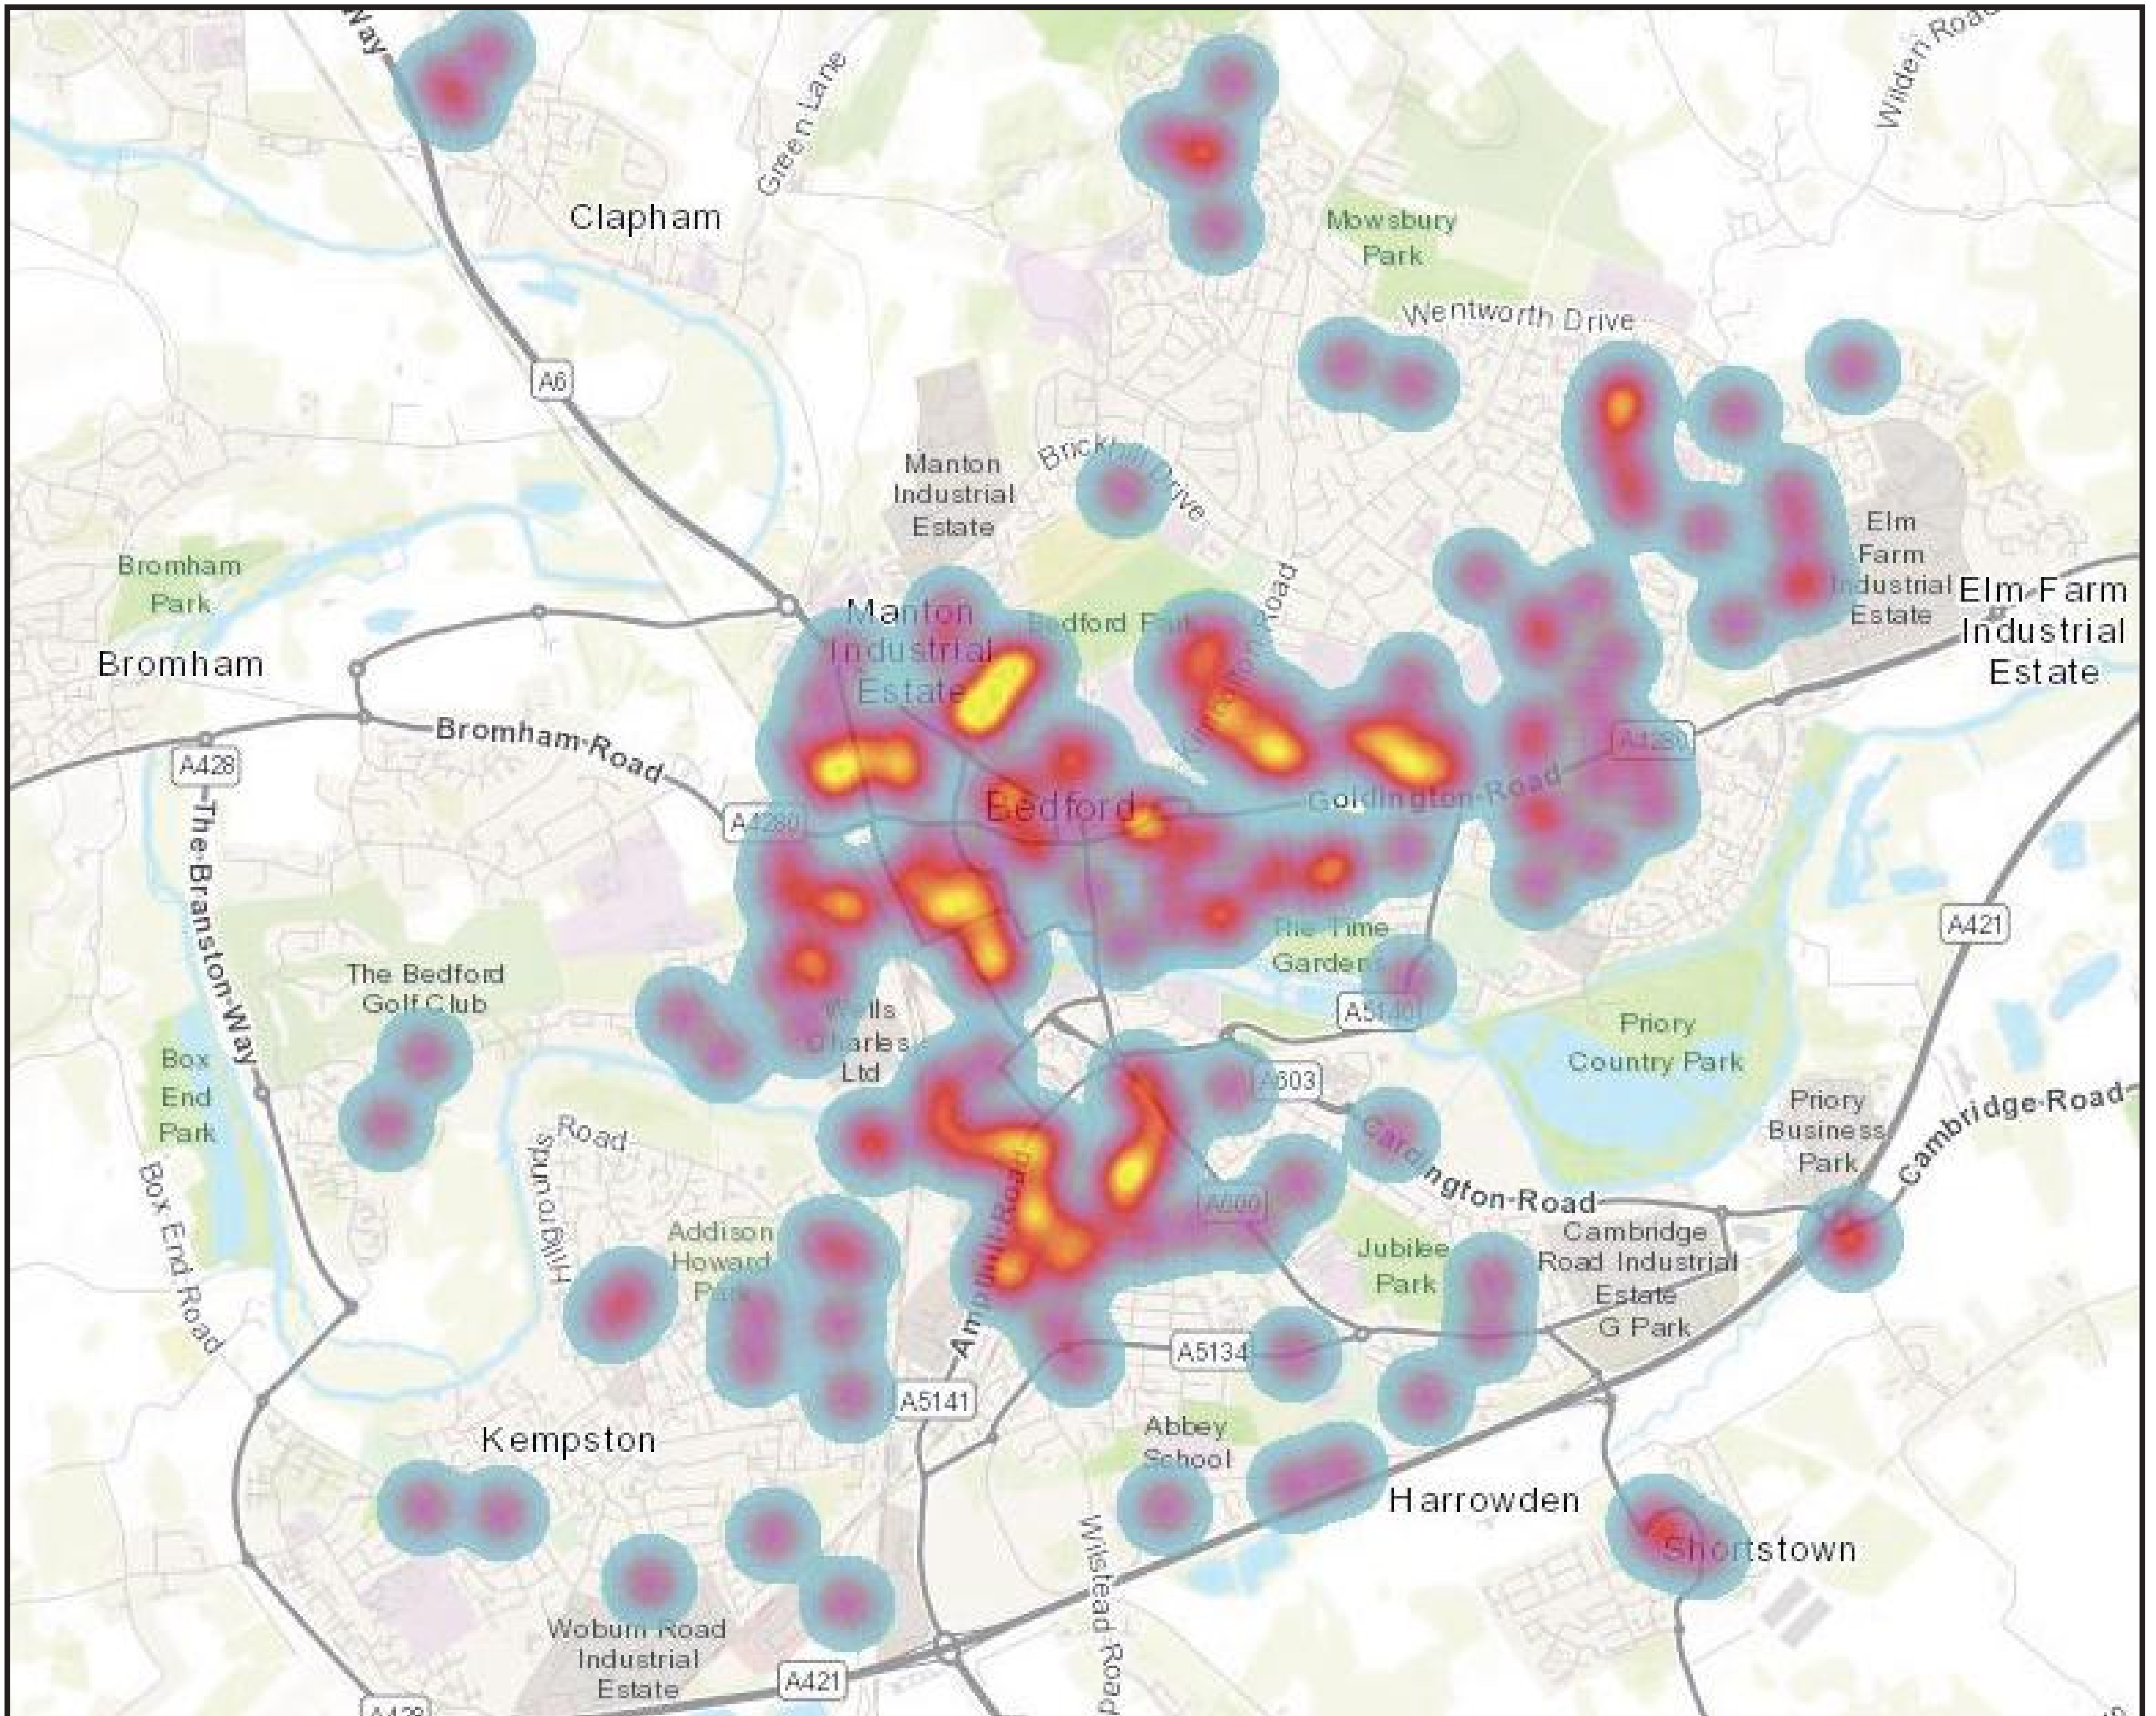 Way
Green Lane
Wilden Road
Clapham
Mowsbury
Park
Wentworth Drive
A6
Brickhill Drive
Manton
Industrial
Estate
Elm
Farm
Industrial
Estate
Elm Farm
Industrial
Estate
Bromham
Park
Bromham
Manton
Industrial
Estate
Bedford Park
Road
A428
Bromham Road
A4280
A4280
Bedford
Goldington Road
The Branston Way
The Bedford
Golf Club
The Time
Gardens
A421
A5140
Wells
Charles
Ltd
Priory
Country Park
Box
End
Park
A603
Priory
Business
Park
Cambridge Road
Cardington Road
Hillgrounds
Road
Box End Road
A600
Addison
Howard
Park
Ampthill Road
Jubilee
Park
Cambridge
Road Industrial
Estate
G Park
A5134
A5141
Kempston
Abbey
School
Harrowden
Shortstown
Wilstead Road
Woburn Road
Industrial
Estate
A421
A428